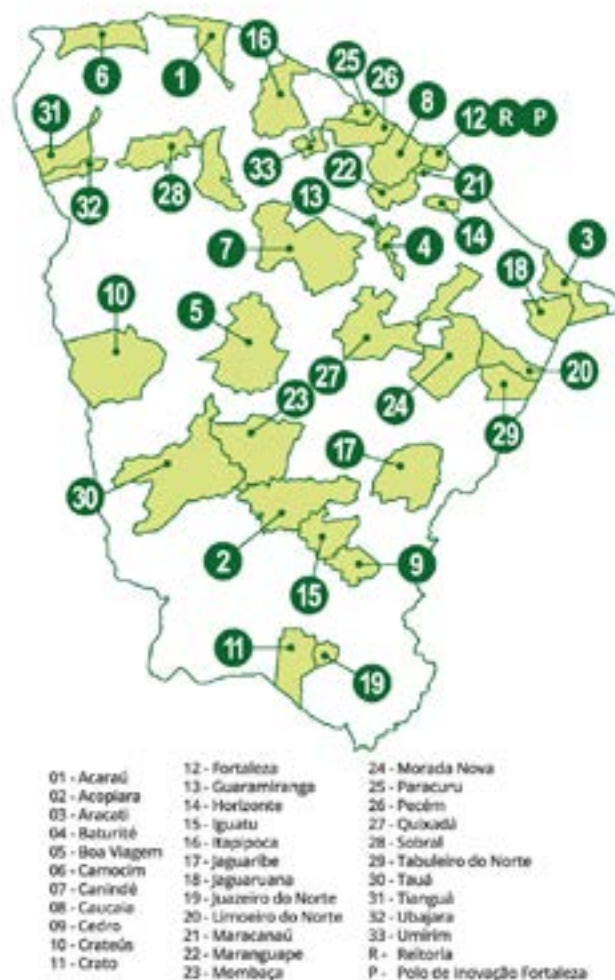 16
6
1
25
26
8
12 R P
31
33
22
21
32
28
13
14
7
4
3
18
10
5
27
24
20
23
29
17
30
2
15
9
11
19
01 - Acaraú
02 - Acopiara
03 - Aracati
04 - Baturité
05 - Boa Viagem
06 - Camocim
07 - Canindé
08 - Caucaia
09 - Cedro
10 - Crateús
11 - Crato
12 - Fortaleza
13 - Guaramiranga
14 - Horizonte
15 - Iguatu
16 - Itapipoca
17 - Jaguaribe
18 - Jaguaruana
19 - Juazeiro do Norte
20 - Limoeiro do Norte
21 - Maracanaú
22 - Maranguape
23 - Mombaça
24 - Morada Nova
25 - Paracuru
26 - Pecém
27 - Quixadá
28 - Sobral
29 - Tabuleiro do Norte
30 - Tauá
31 - Tianguá
32 - Ubajara
33 - Umirim
R - Reitoria
P - Polo de Inovação Fortaleza